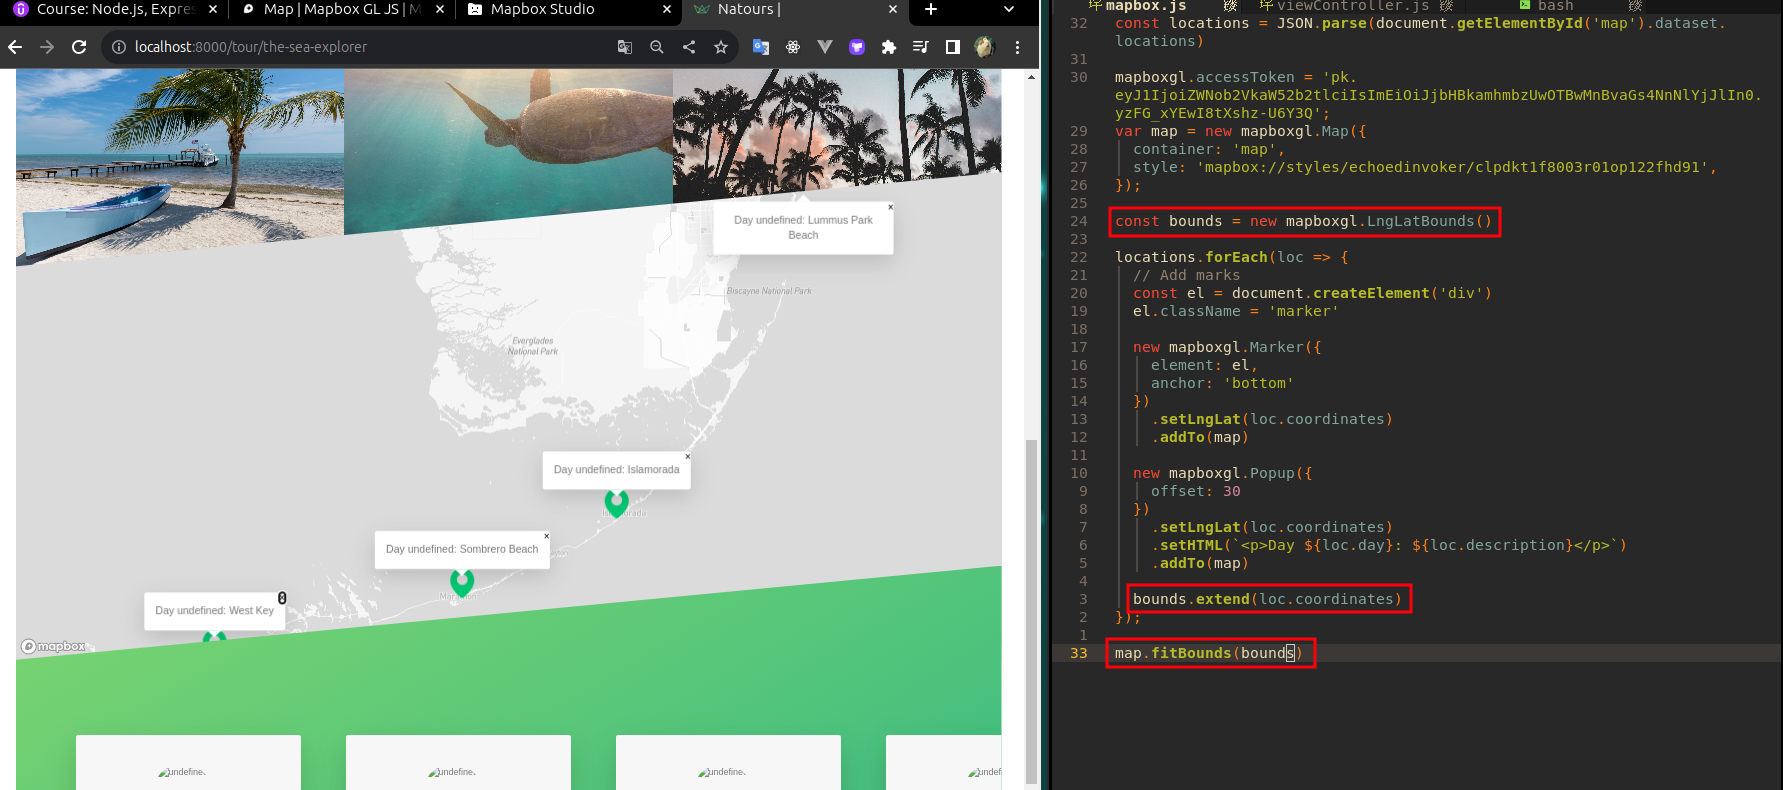 Course: Node.js, Expres
Map | Mapbox GL JS | M
Mapbox Studio
Natours |
localhost:8000/tour/the-sea-explorer
Day undefined: Lummus Park
Beach
Biscayne National Park
Everglades
National Park
Day undefined: Islamorada
Day undefined: Sombrero Beach
Day undefined: West Key
mapbox
undefine
undefine
undefine
undefi
mapbox.js
viewController.js
bash
32 const locations = JSON.parse(document.getElementById('map').dataset.
locations)
31
30 mapboxgl.accessToken = 'pk.
eyJ1IjoiZWNob2VkaW52b2tlciIsImEiOiJjbHBkamhmbzUwOTBwMnBvaGs4NnNlYjJlIn0.
yzFG_xYEwI8tXshz-U6Y3Q';
29 var map = new mapboxgl.Map({
28 container: 'map',
27 style: 'mapbox://styles/echoedinvoker/clpdkt1f8003r01op122fhd91',
26 });
25
24 const bounds = new mapboxgl.LngLatBounds()
23
22 locations.forEach(loc => {
21 // Add marks
20 const el = document.createElement('div')
19 el.className = 'marker'
18
17 new mapboxgl.Marker({
16 element: el,
15 anchor: 'bottom'
14 })
13 .setLngLat(loc.coordinates)
12 .addTo(map)
11
10 new mapboxgl.Popup({
9 offset: 30
8 })
7 .setLngLat(loc.coordinates)
6 .setHTML(`<p>Day ${loc.day}: ${loc.description}</p>`)
5 .addTo(map)
4
3 bounds.extend(loc.coordinates)
2 });
1
33 map.fitBounds(bounds)